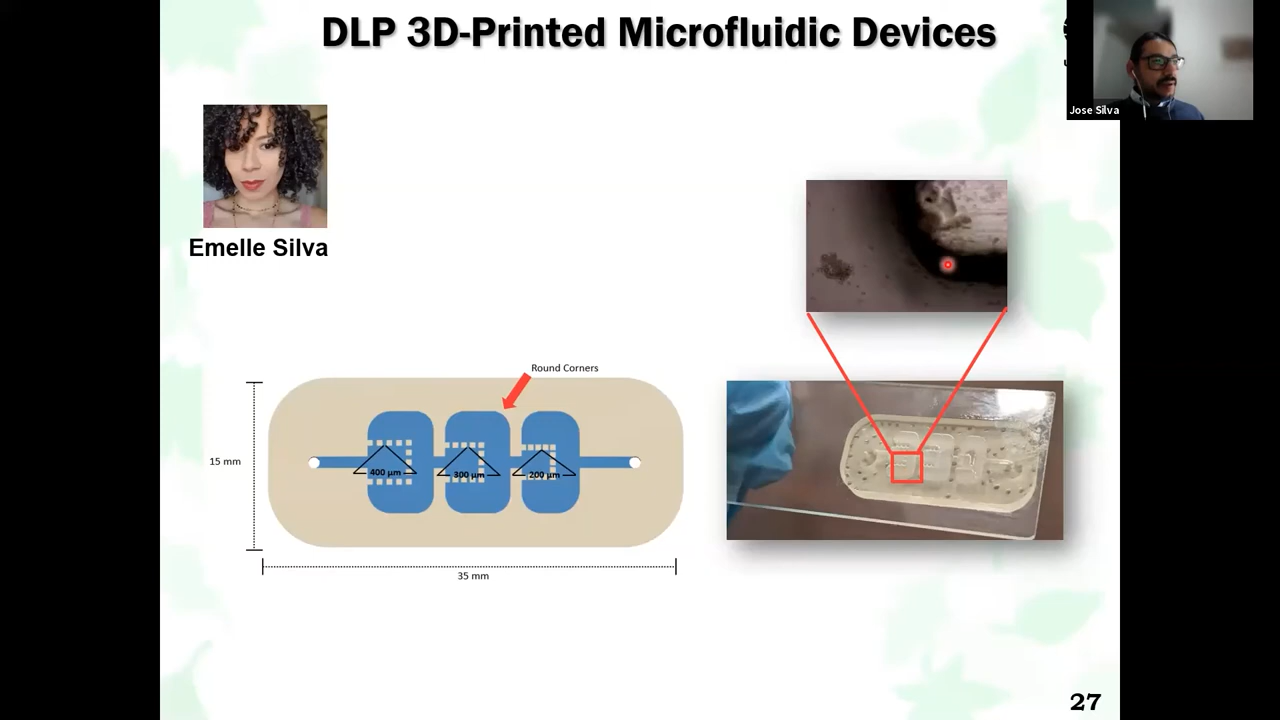 DLP 3D-Printed Microfluidic Devices
Jose Silva
Emelle Silva
Round Corners
15 mm
400 µm
300 µm
200 µm
35 mm
27